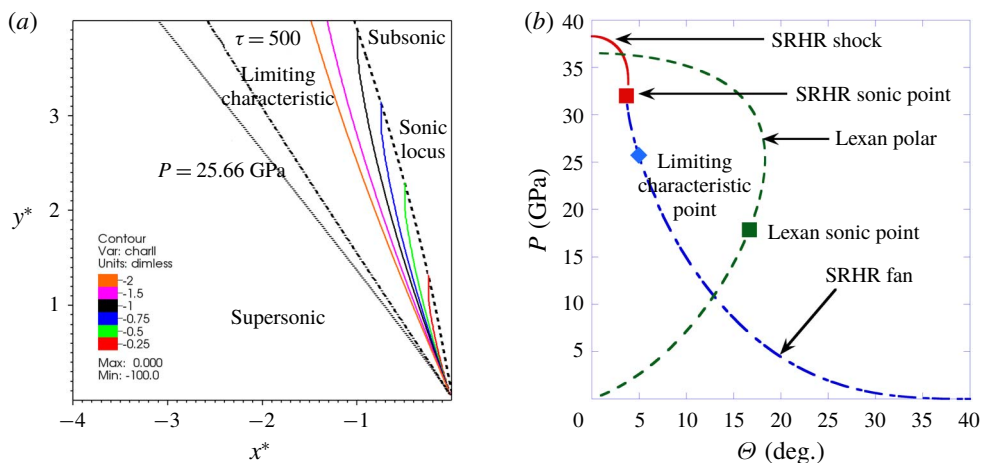 (a)
τ = 500
Subsonic
Limiting
characteristic
3
Sonic
locus
P = 25.66 GPa
y*
2
Contour
Var: charII
Units: dimless
-2
-1.5
-1
-0.75
-0.5
-0.25
Max: 0.000
Min: -100.0
1
Supersonic
−4
−3
−2
−1
x*
(b)
40
SRHR shock
35
SRHR sonic point
30
Lexan polar
25
Limiting
characteristic
point
P (GPa)
20
Lexan sonic point
15
SRHR fan
10
5
0
5
10
15
20
25
30
35
40
Θ (deg.)